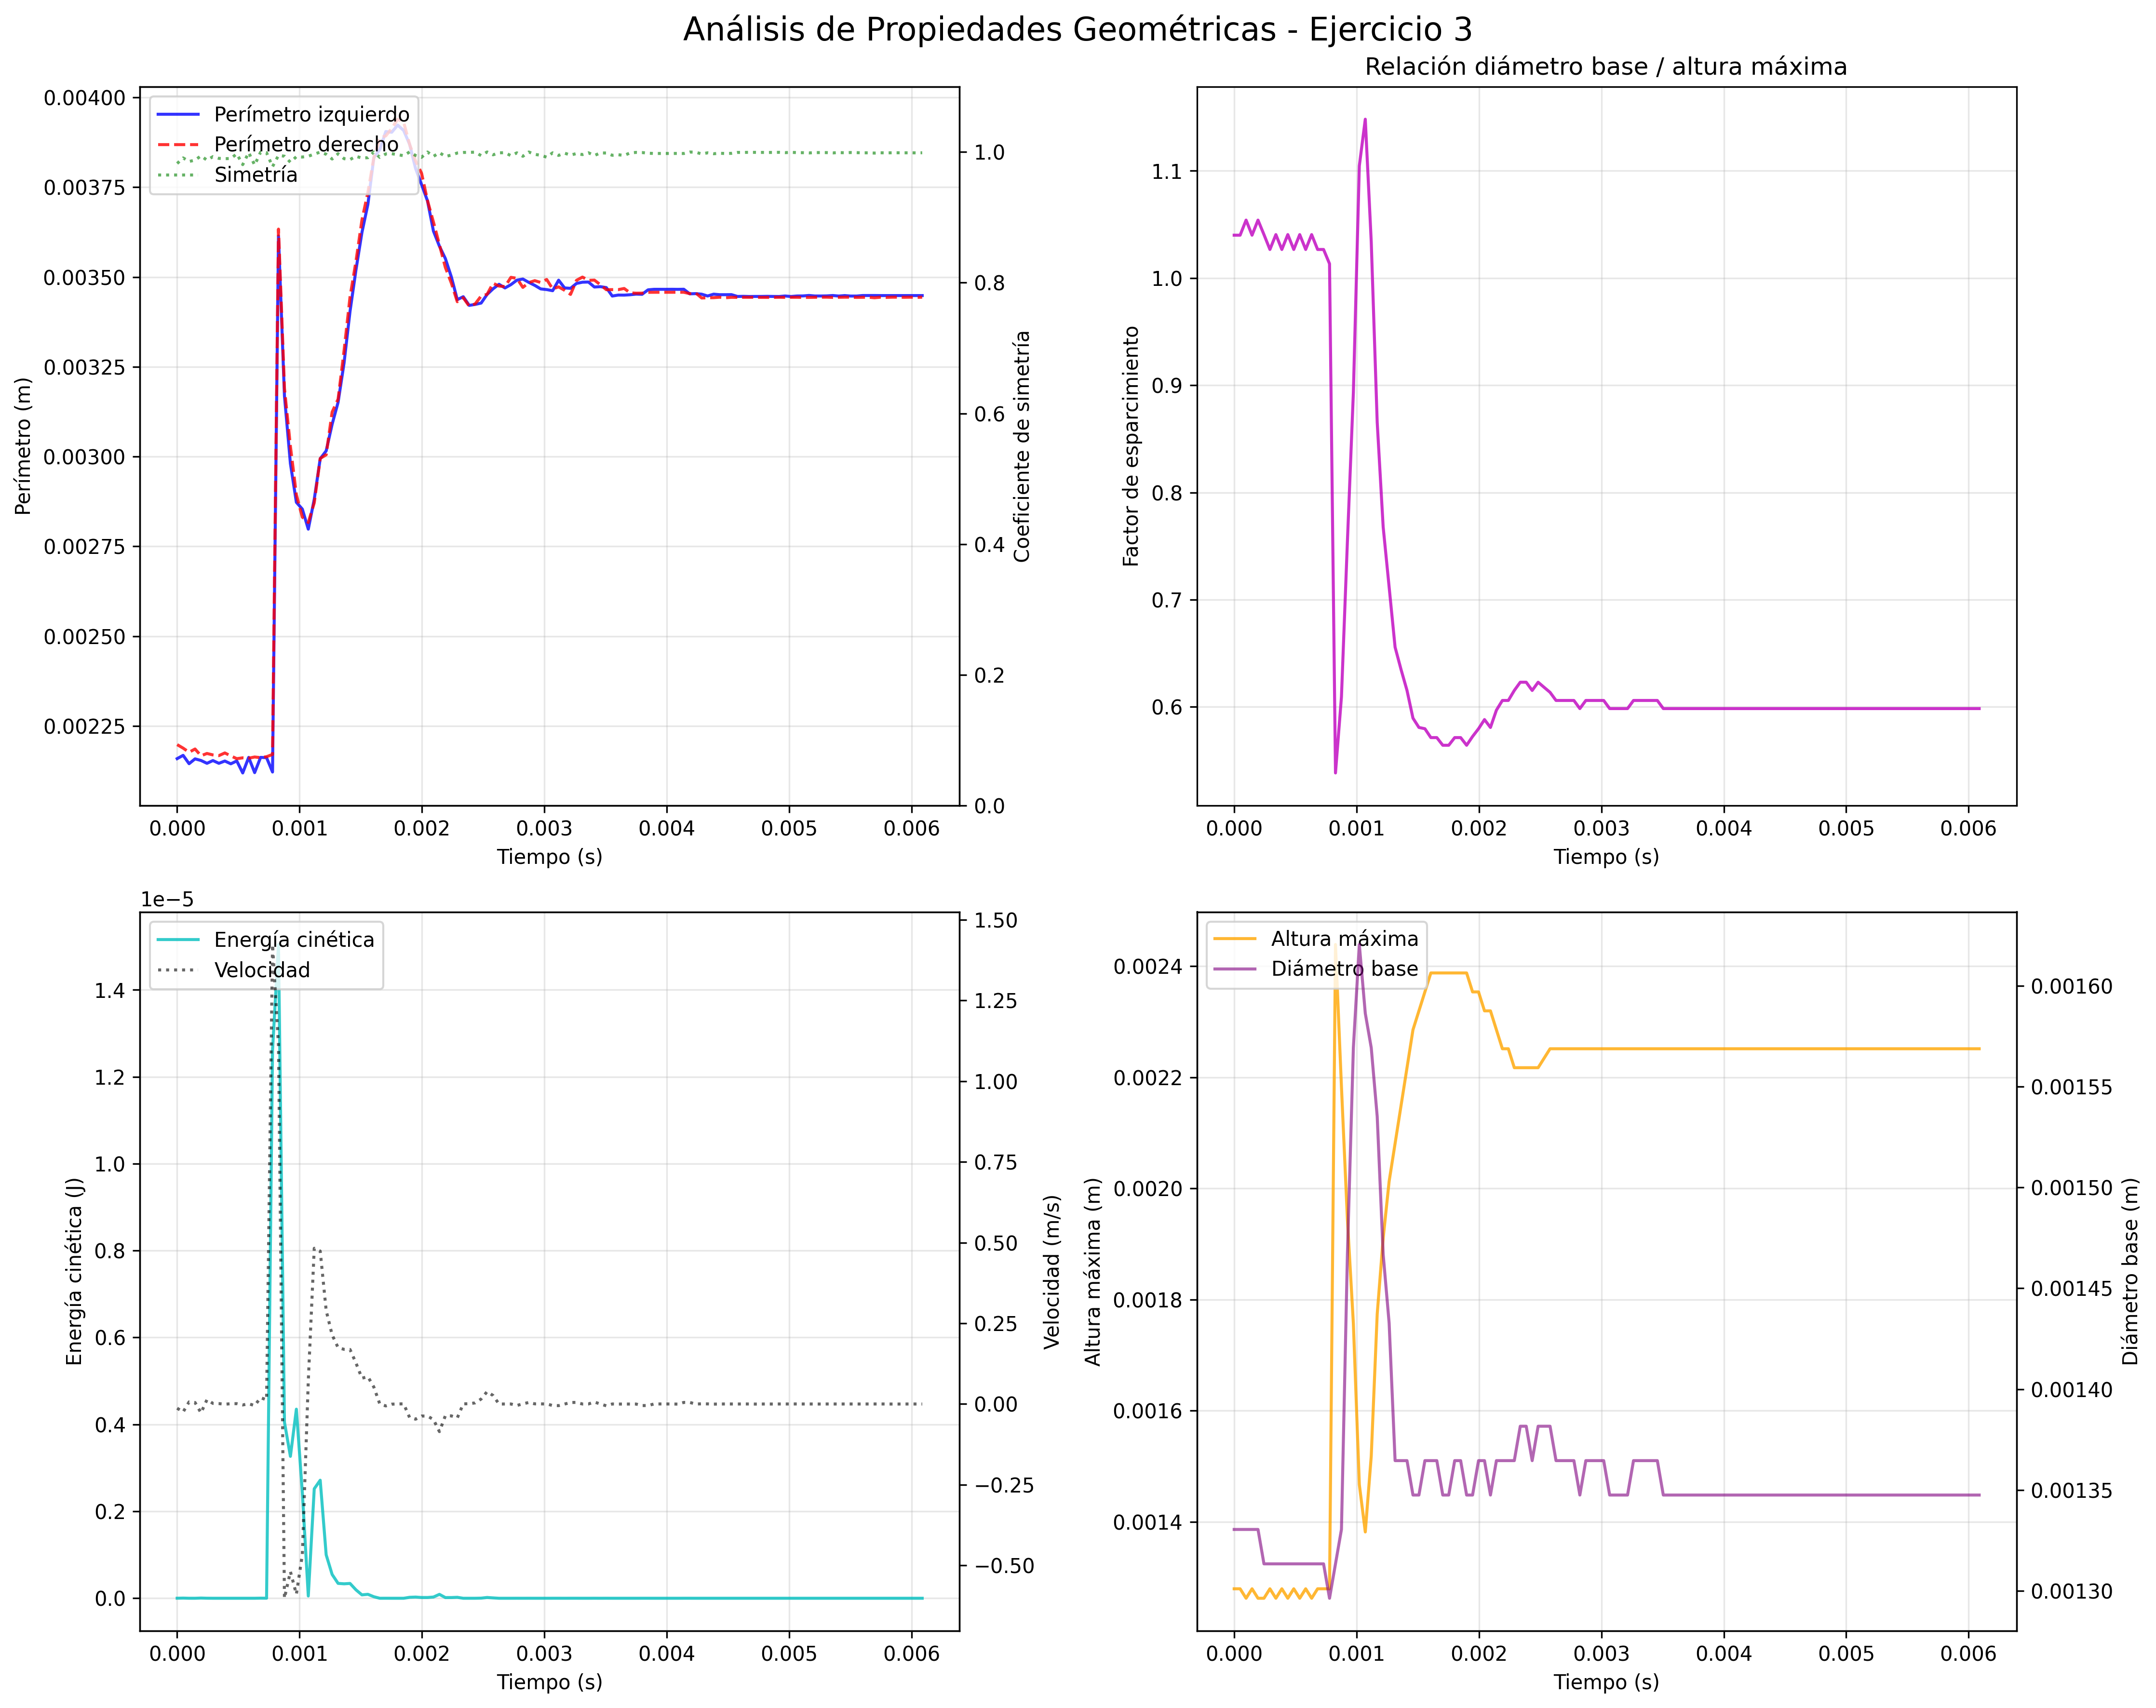 Análisis de Propiedades Geométricas - Ejercicio 3
Perímetro izquierdo
Perímetro derecho
Simetría
0.00400
0.00375
0.00350
0.00325
0.00300
0.00275
0.00250
0.00225
Perímetro (m)
1.0
0.8
0.6
0.4
0.2
0.0
Coeficiente de simetría
0.000 0.001 0.002 0.003 0.004 0.005 0.006
Tiempo (s)
Relación diámetro base / altura máxima
1.1
1.0
0.9
0.8
0.7
0.6
Factor de esparcimiento
0.000 0.001 0.002 0.003 0.004 0.005 0.006
Tiempo (s)
1e−5
Energía cinética
Velocidad
1.4
1.2
1.0
0.8
0.6
0.4
0.2
0.0
Energía cinética (J)
1.50
1.25
1.00
0.75
0.50
0.25
0.00
−0.25
−0.50
Velocidad (m/s)
0.000 0.001 0.002 0.003 0.004 0.005 0.006
Tiempo (s)
Altura máxima
Diámetro base
0.0024
0.0022
0.0020
0.0018
0.0016
0.0014
Altura máxima (m)
0.00160
0.00155
0.00150
0.00145
0.00140
0.00135
0.00130
Diámetro base (m)
0.000 0.001 0.002 0.003 0.004 0.005 0.006
Tiempo (s)